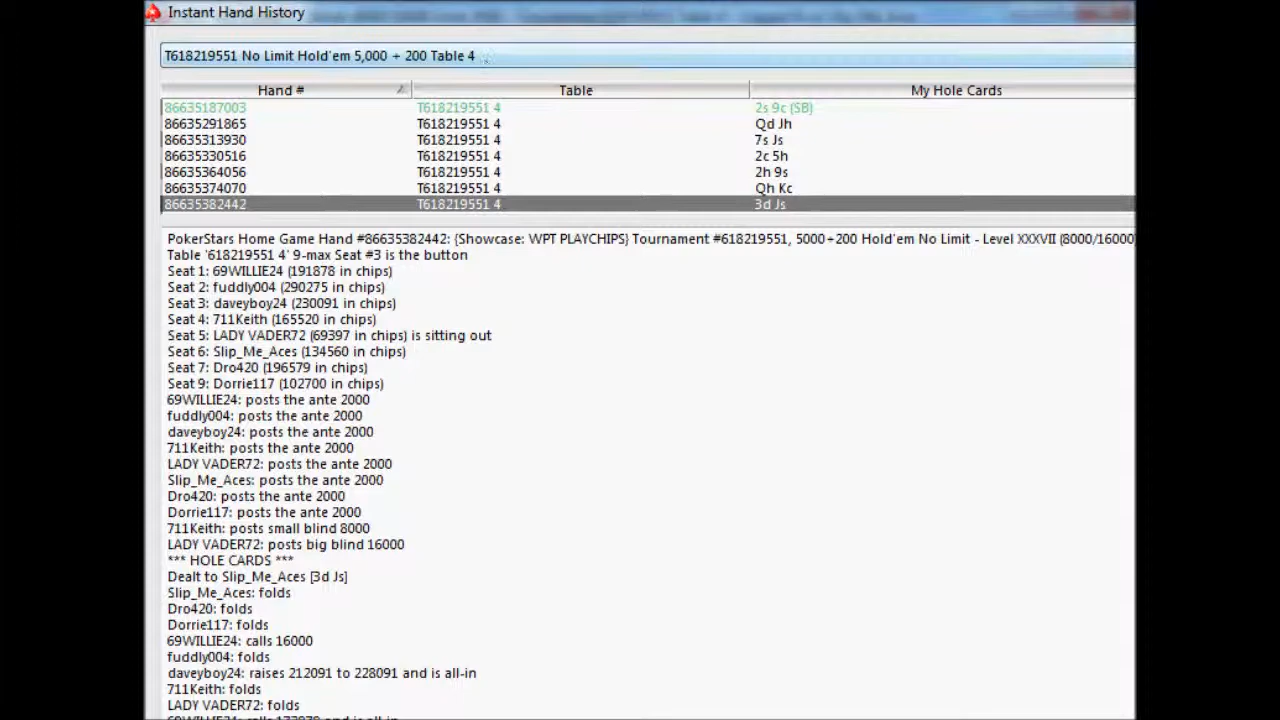 Instant Hand History
T618219551 No Limit Hold'em 5,000 + 200 Table 4
Hand # Table My Hole Cards
86635187003 T618219551 4 2s 9c (SB)
86635291865 T618219551 4 Qd Jh
86635313930 T618219551 4 7s Js
86635330516 T618219551 4 2c 5h
86635364056 T618219551 4 2h 9s
86635374070 T618219551 4 Qh Kc
86635382442 T618219551 4 3d Js
PokerStars Home Game Hand #86635382442: {Showcase: WPT PLAYCHIPS} Tournament #618219551, 5000+200 Hold'em No Limit - Level XXXVII (8000/16000)
Table '618219551 4' 9-max Seat #3 is the button
Seat 1: 69WILLIE24 (191878 in chips)
Seat 2: fuddly004 (290275 in chips)
Seat 3: daveyboy24 (230091 in chips)
Seat 4: 711Keith (165520 in chips)
Seat 5: LADY VADER72 (69397 in chips) is sitting out
Seat 6: Slip_Me_Aces (134560 in chips)
Seat 7: Dro420 (196579 in chips)
Seat 9: Dorrie117 (102700 in chips)
69WILLIE24: posts the ante 2000
fuddly004: posts the ante 2000
daveyboy24: posts the ante 2000
711Keith: posts the ante 2000
LADY VADER72: posts the ante 2000
Slip_Me_Aces: posts the ante 2000
Dro420: posts the ante 2000
Dorrie117: posts the ante 2000
711Keith: posts small blind 8000
LADY VADER72: posts big blind 16000
*** HOLE CARDS ***
Dealt to Slip_Me_Aces [3d Js]
Slip_Me_Aces: folds
Dro420: folds
Dorrie117: folds
69WILLIE24: calls 16000
fuddly004: folds
daveyboy24: raises 212091 to 228091 and is all-in
711Keith: folds
LADY VADER72: folds